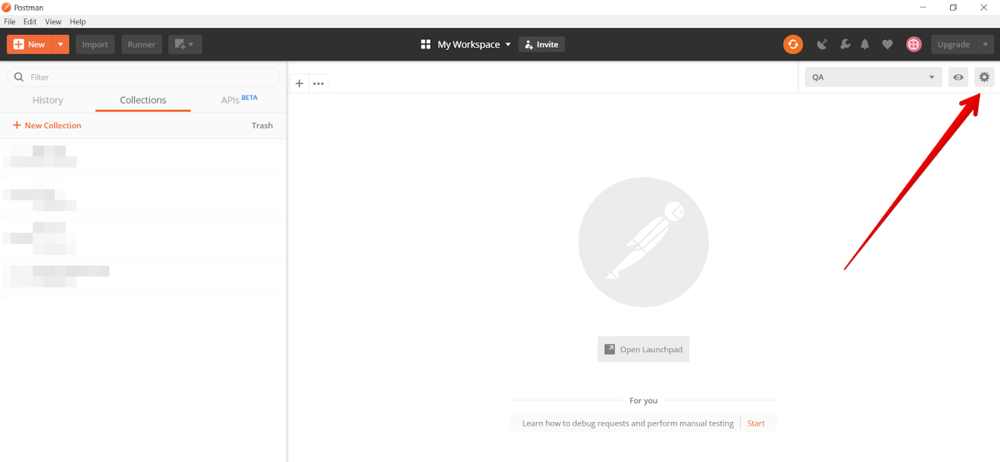 Postman
File Edit View Help
New Import Runner My Workspace Invite Upgrade
Filter
QA
History Collections APIs BETA
New Collection Trash
Open Launchpad
For you
Learn how to debug requests and perform manual testing Start